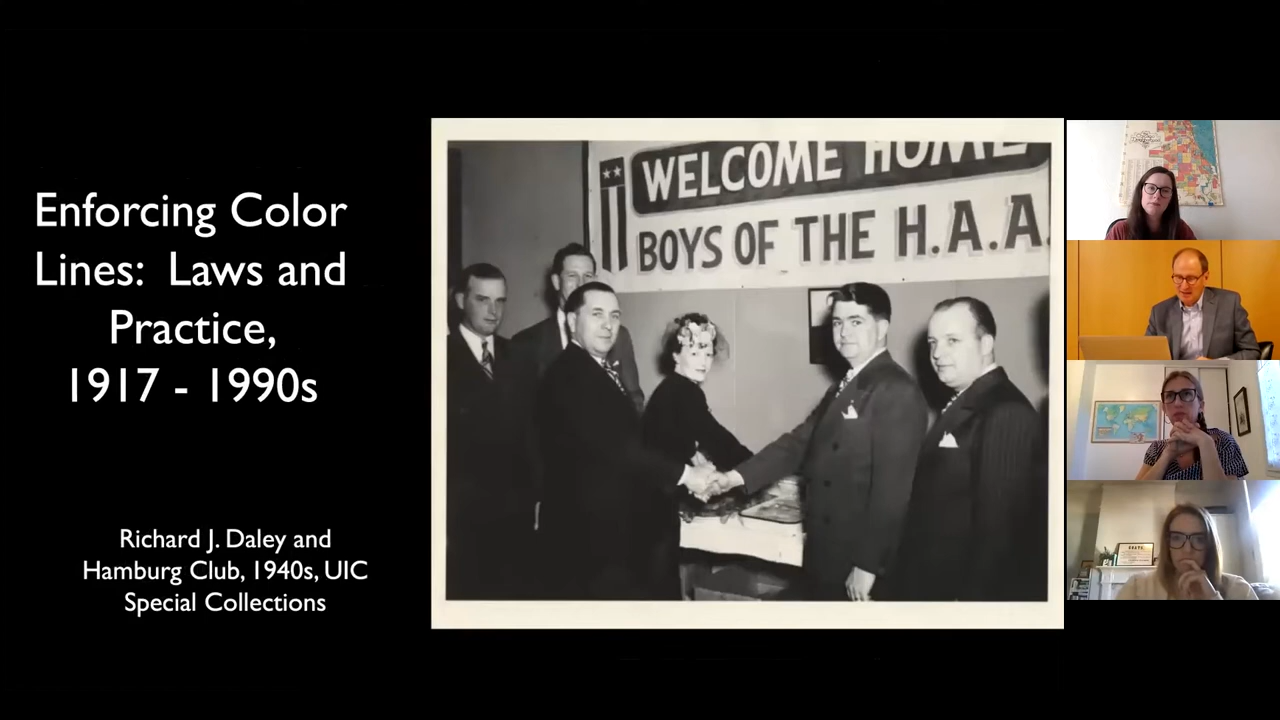 Enforcing Color
Lines: Laws and
Practice,
1917 - 1990s
Richard J. Daley and
Hamburg Club, 1940s, UIC
Special Collections
WELCOME HOME
BOYS OF THE H.A.A.